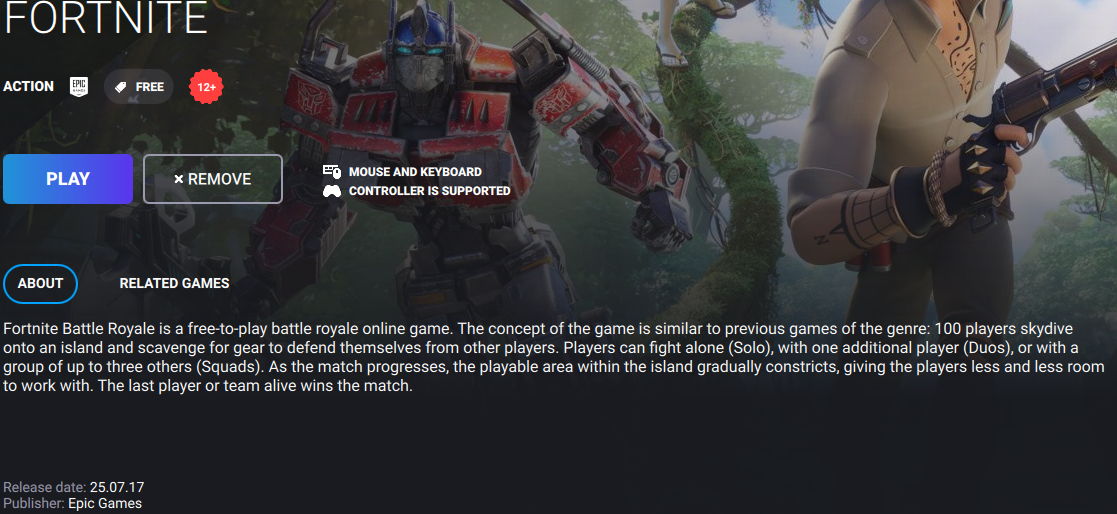 FORTNITE
ACTION EPIC GAMES FREE 12+
PLAY × REMOVE
MOUSE AND KEYBOARD
CONTROLLER IS SUPPORTED
ABOUT RELATED GAMES
Fortnite Battle Royale is a free-to-play battle royale online game. The concept of the game is similar to previous games of the genre: 100 players skydive
onto an island and scavenge for gear to defend themselves from other players. Players can fight alone (Solo), with one additional player (Duos), or with a
group of up to three others (Squads). As the match progresses, the playable area within the island gradually constricts, giving the players less and less room
to work with. The last player or team alive wins the match.
Release date: 25.07.17
Publisher: Epic Games